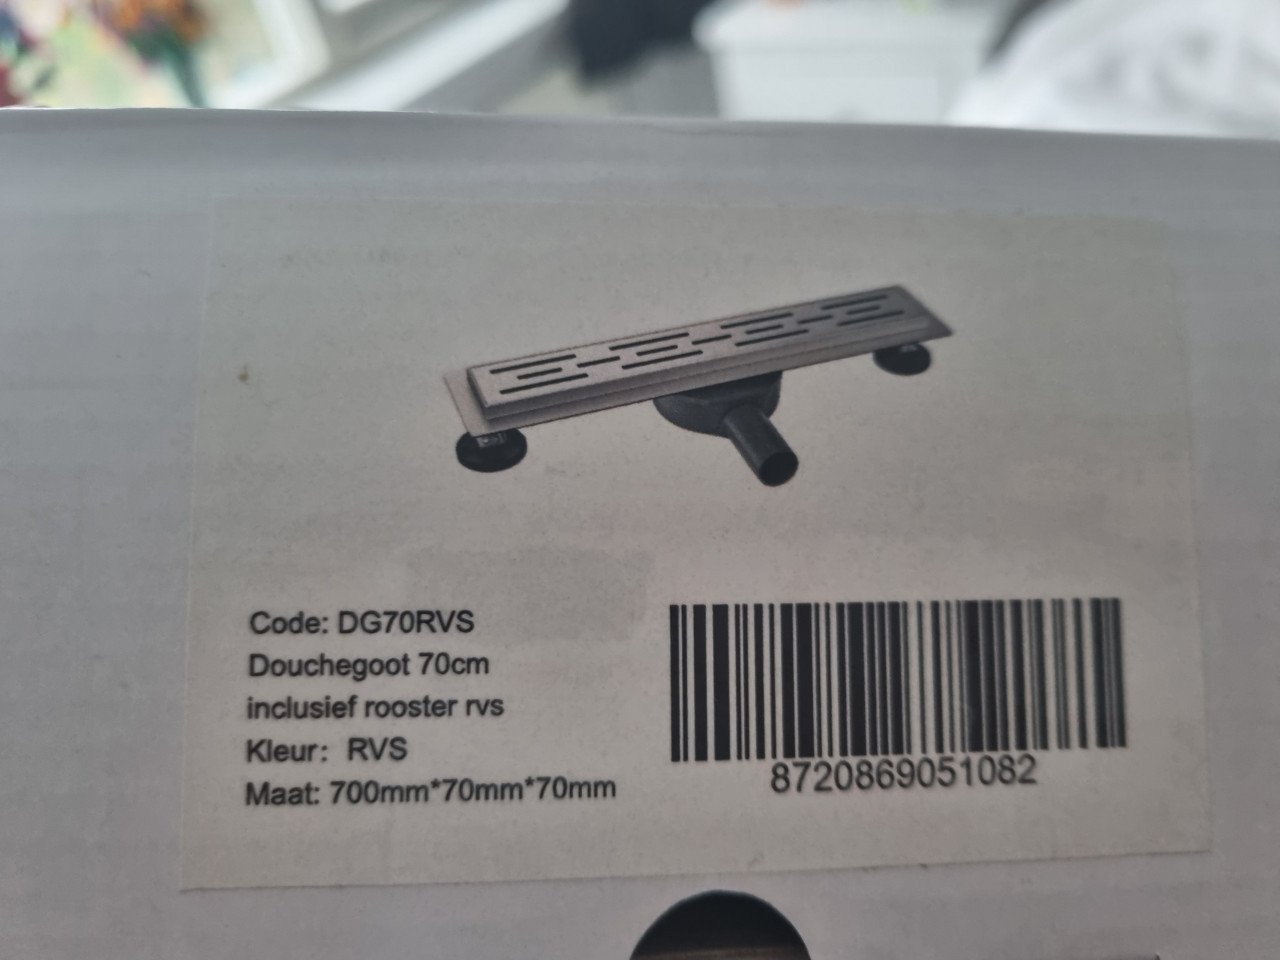 Code: DG70RVS
Douchegoot 70cm
inclusief rooster rvs
Kleur: RVS
Maat: 700mm*70mm*70mm
8720869051082